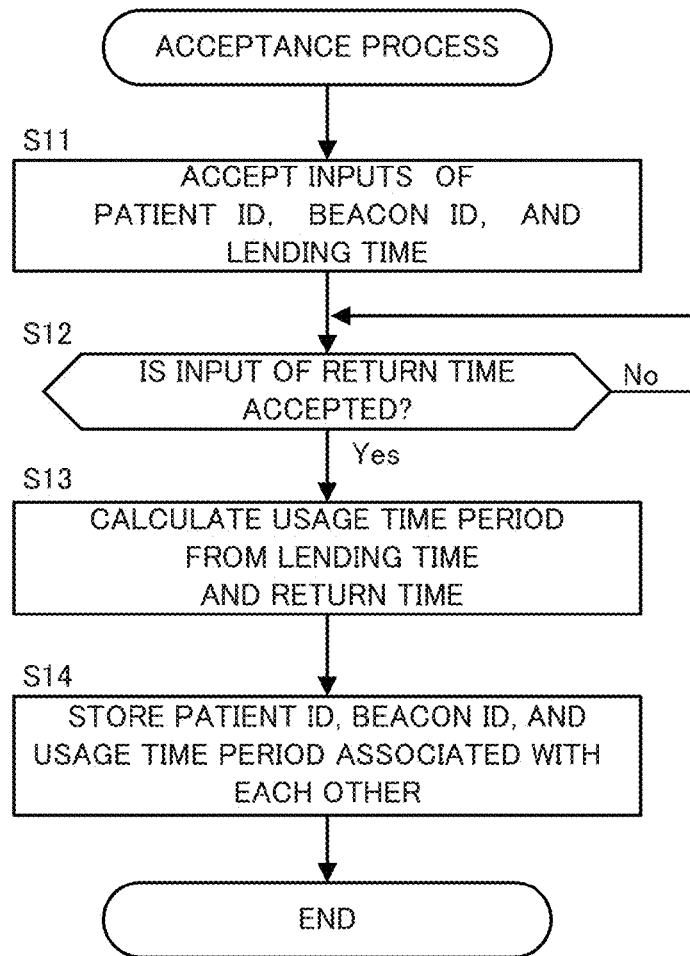 ACCEPTANCE PROCESS
S11
ACCEPT INPUTS OF
PATIENT ID, BEACON ID, AND
LENDING TIME
S12
IS INPUT OF RETURN TIME
ACCEPTED?
No
Yes
S13
CALCULATE USAGE TIME PERIOD
FROM LENDING TIME
AND RETURN TIME
S14
STORE PATIENT ID, BEACON ID, AND
USAGE TIME PERIOD ASSOCIATED WITH
EACH OTHER
END